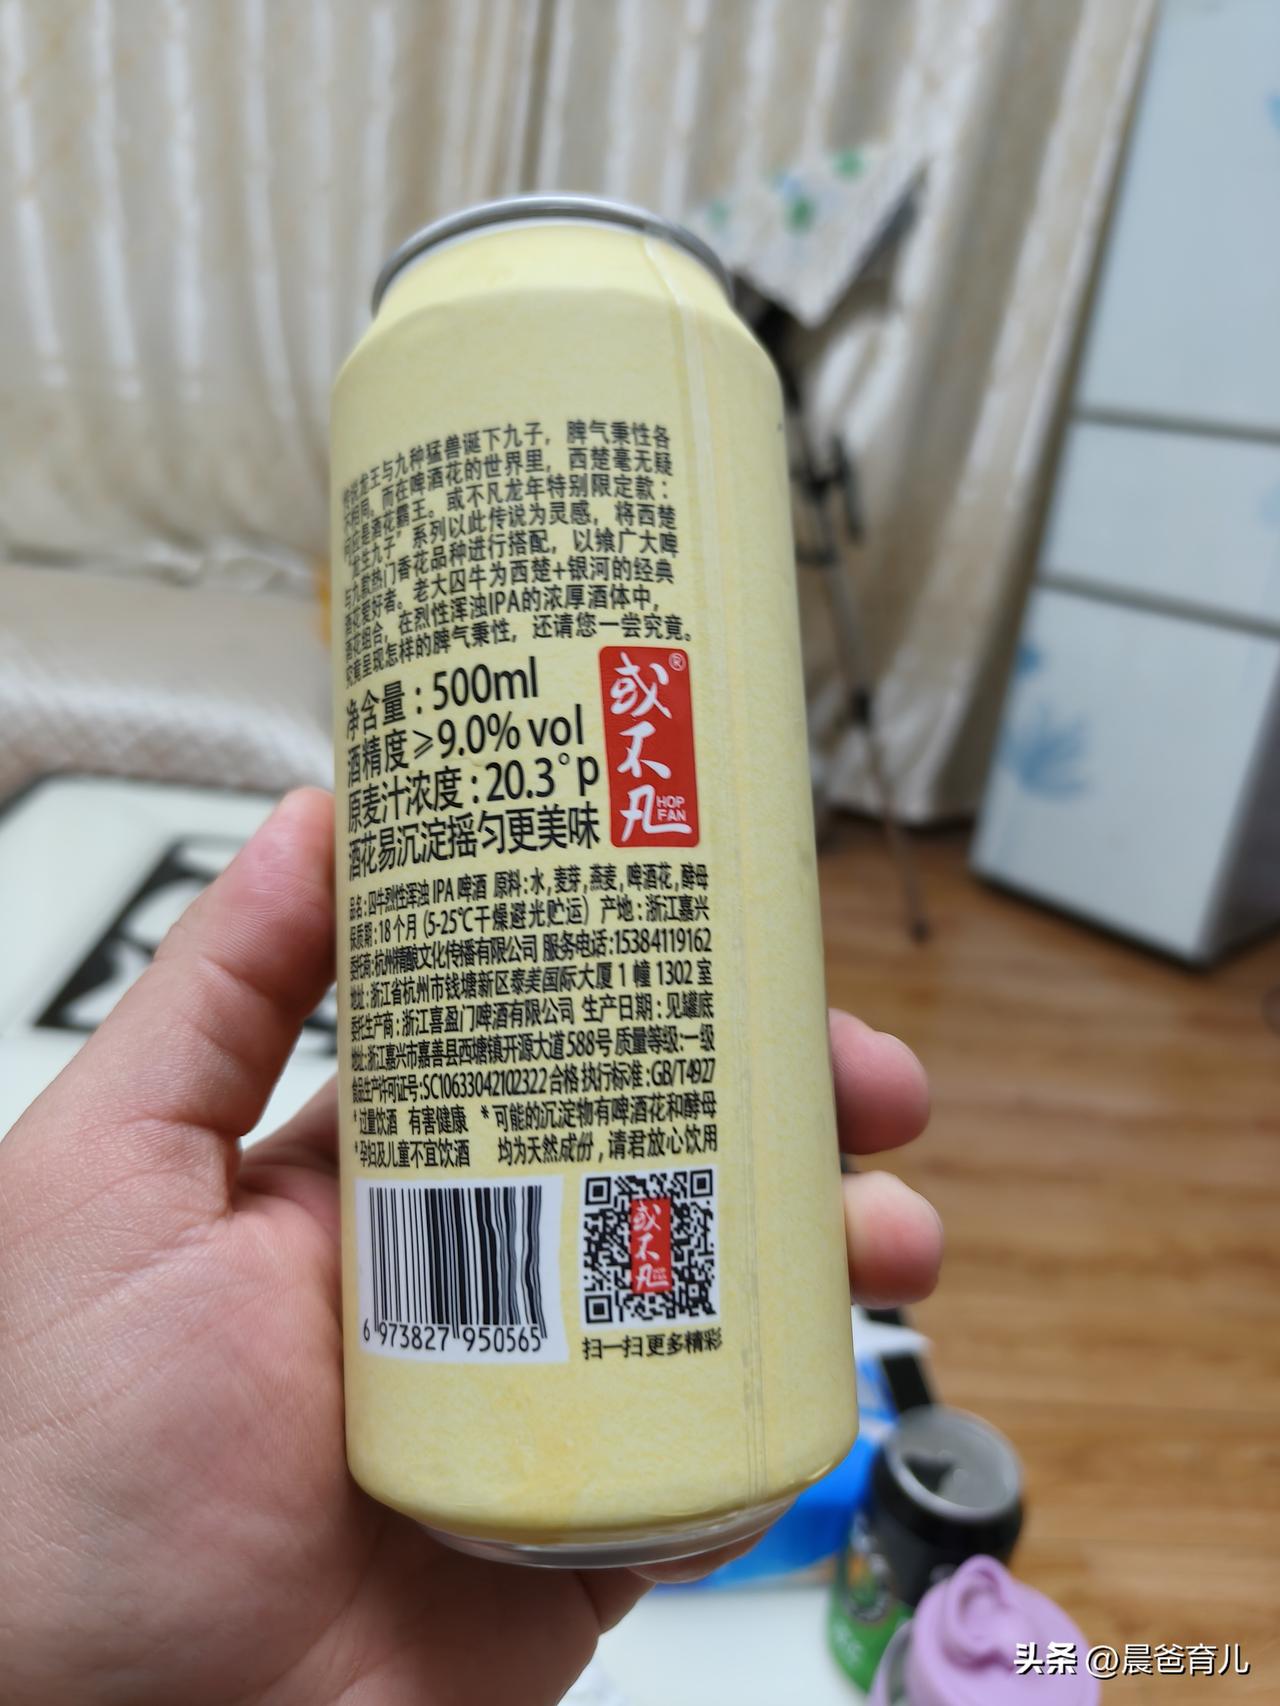 传说龙王与九种猛兽诞下九子，脾气秉性各
不相同。而在啤酒花的世界里，西楚毫无疑
问应是酒花霸王。或不凡龙年特别限定款：
“龙生九子”系列以此传说为灵感，将西楚
与九款热门香花品种进行搭配，以飨广大啤
酒花爱好者。老大囚牛为西楚+银河的经典
酒花组合，在烈性浑浊IPA的浓厚酒体中，
究竟呈现怎样的脾气秉性，还请您一尝究竟。
净含量：500ml
酒精度≥9.0% vol
原麦汁浓度：20.3°p
酒花易沉淀摇匀更美味
或不凡®
HOP
FAN
品名：囚牛烈性浑浊 IPA 啤酒 原料：水，麦芽，燕麦，啤酒花，酵母
保质期：18个月 (5-25℃干燥避光贮运) 产地：浙江嘉兴
委托商：杭州精酿文化传播有限公司 服务电话：15384119162
地址：浙江省杭州市钱塘新区泰美国际大厦1幢1302室
委托生产商：浙江喜盈门啤酒有限公司 生产日期：见罐底
地址：浙江嘉兴市嘉善县西塘镇开源大道588号 质量等级：一级
食品生产许可证号：SC10633042102322 合格 执行标准：GB/T4927
*过量饮酒 有害健康 *可能的沉淀物有啤酒花和酵母
*孕妇及儿童不宜饮酒 均为天然成份，请君放心饮用
或不凡
HOP
FAN
6 973827 950565
扫一扫更多精彩
头条 @晨爸育儿